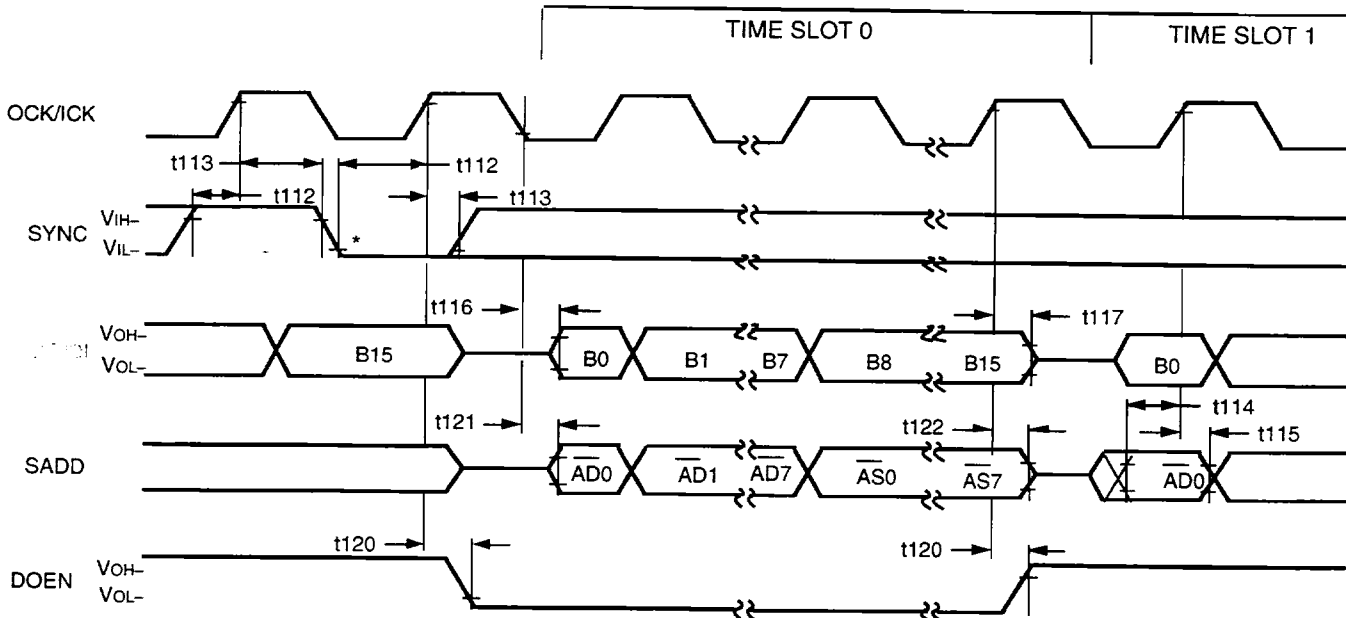 TIME SLOT 0 TIME SLOT 1
OCK/ICK
t113 t112
t112 t113
SYNC VIH–
VIL– *
t116 t117
VOH–
VOL– B15 B0 B1 B7 B8 B15 B0
t121 t122 t114
t115
SADD AD0 AD1 AD7 AS0 AS7 AD0
t120 t120
DOEN VOH–
VOL–